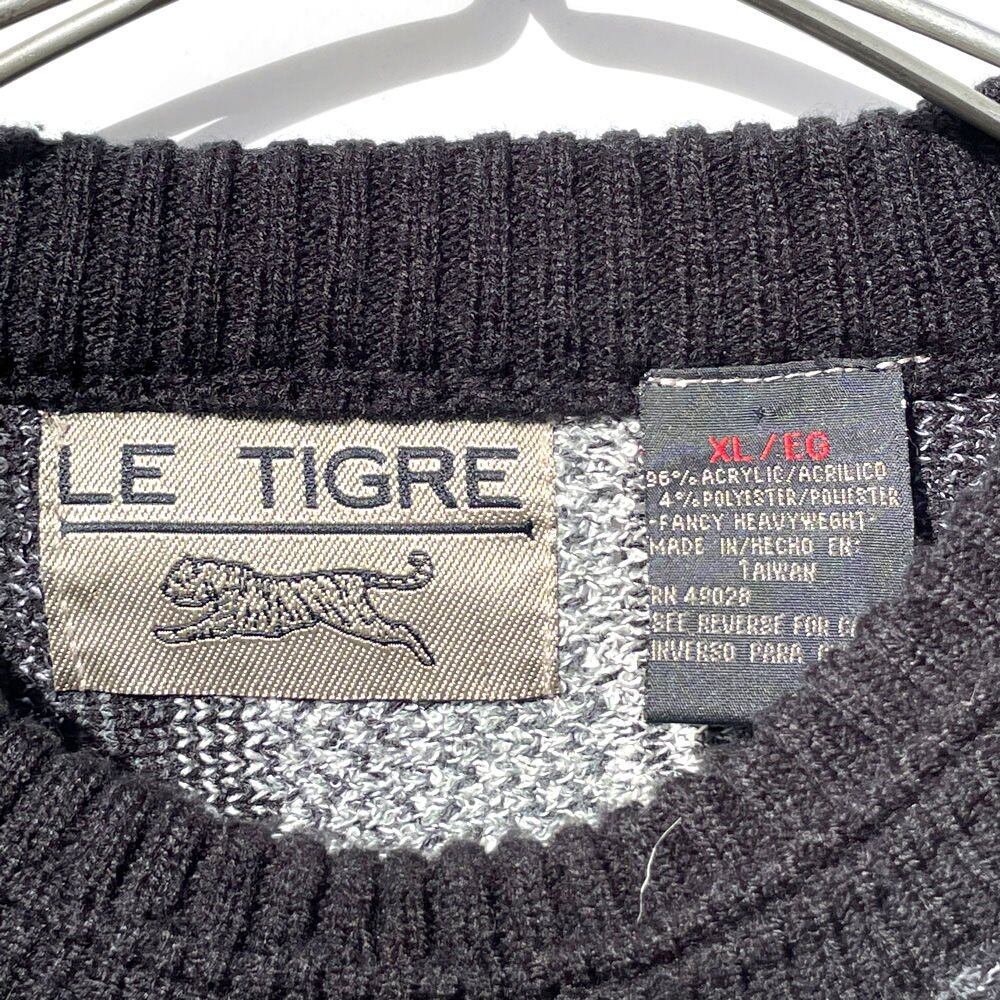 LE TIGRE
XL/EG
96% ACRYLIC/ACRILICO
4% POLYESTER/POLIESTER
-FANCY HEAVYWEGHT-
MADE IN/HECHO EN:
TAIWAN
RN 49028
SEE REVERSE FOR
INVERSO PARA